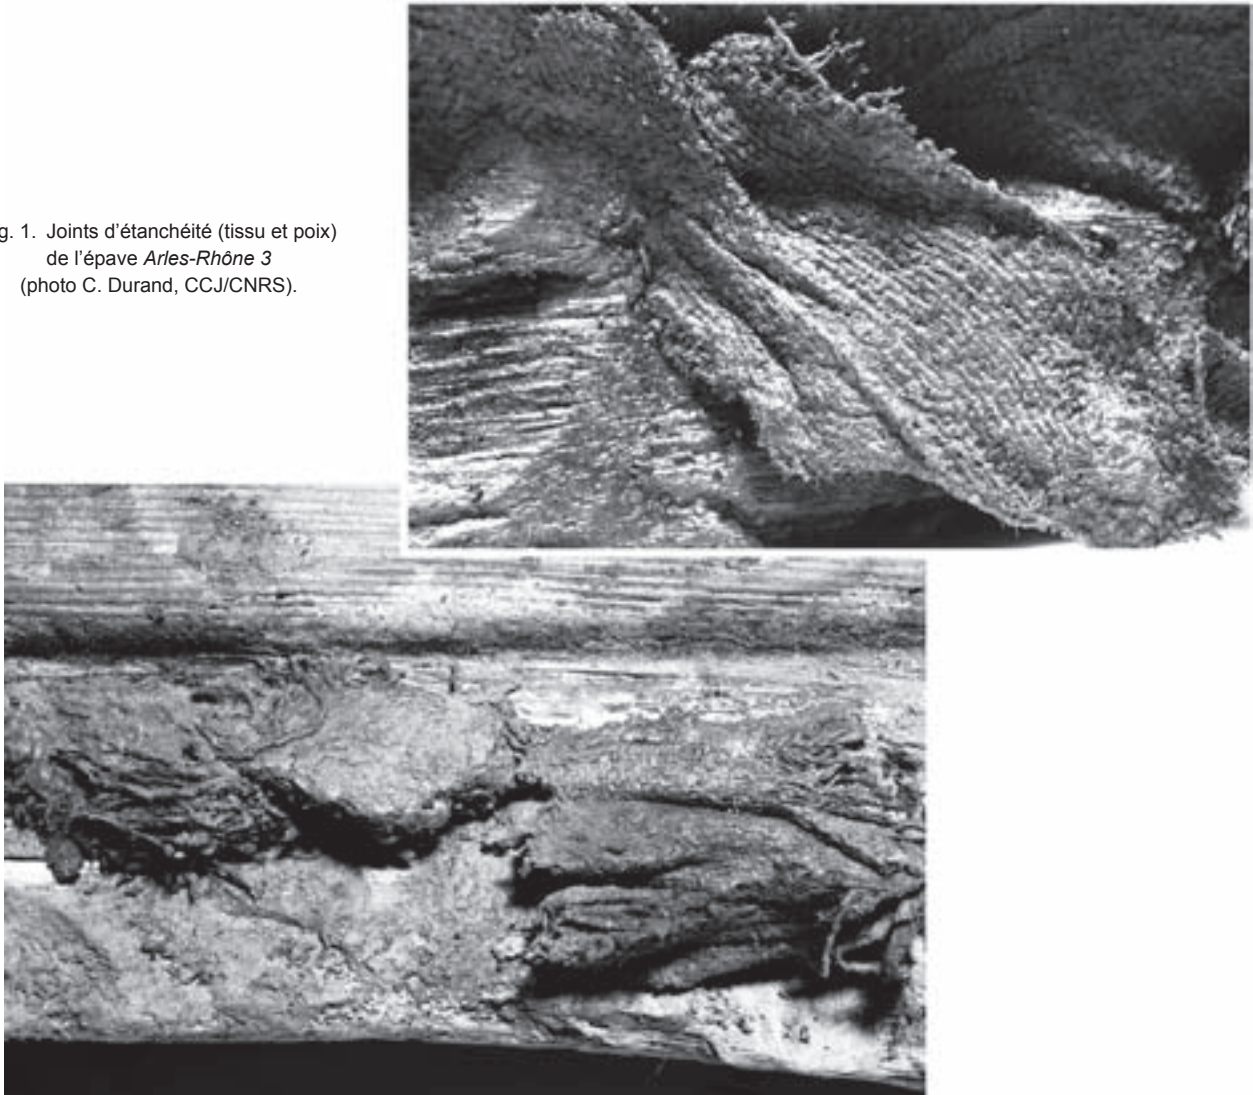 g. 1. Joints d’étanchéité (tissu et poix)
de l’épave Arles-Rhône 3
(photo C. Durand, CCJ/CNRS).